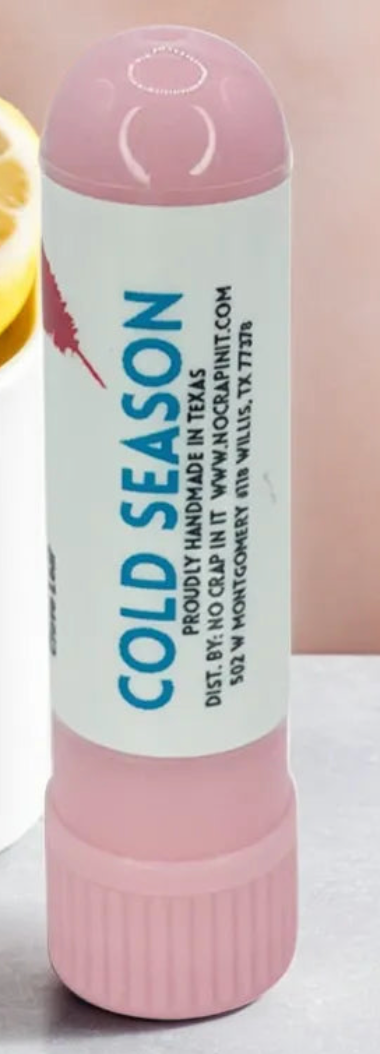 COLD SEASON
PROUDLY HANDMADE IN TEXAS
DIST. BY: NO CRAP IN IT WWW.NOCRAPINIT.COM
502 W MONTGOMERY #118 WILLIS, TX 77378